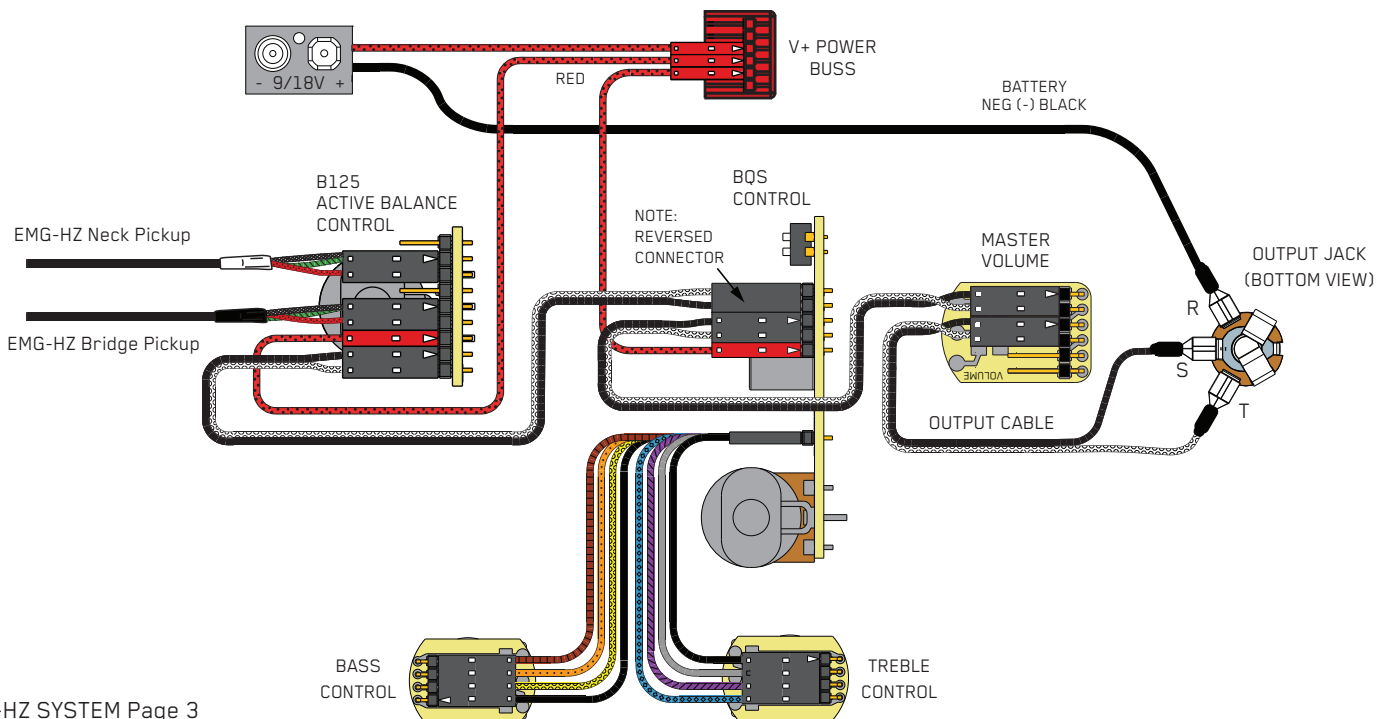 - 9/18V +
V+ POWER
BUSS
RED
BATTERY
NEG (-) BLACK
B125
ACTIVE BALANCE
CONTROL
BQS
CONTROL
NOTE:
REVERSED
CONNECTOR
EMG-HZ Neck Pickup
EMG-HZ Bridge Pickup
MASTER
VOLUME
OUTPUT JACK
(BOTTOM VIEW)
R
S
T
VOLUME
OUTPUT CABLE
BASS
CONTROL
TREBLE
CONTROL
-HZ SYSTEM Page 3